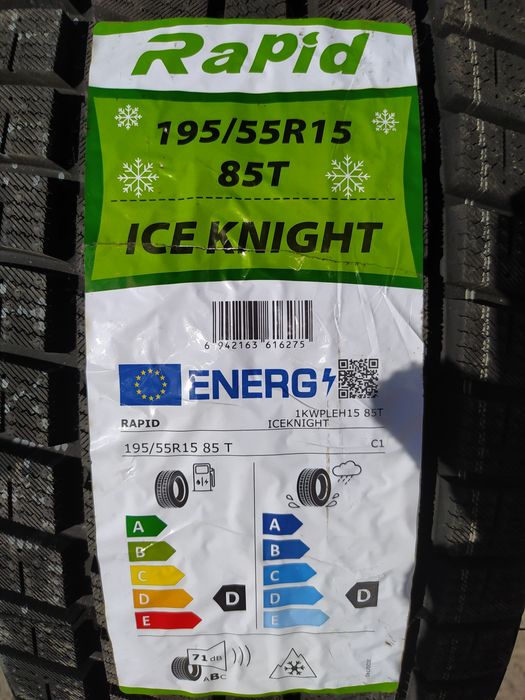 Rapid
195/55R15
85T
ICE KNIGHT
6 942163 616275
ENERG
1KWPLEH15 85T
RAPID ICEKNIGHT
195/55R15 85 T C1
A A
B B
C C
D D D D
E E
71 dB
ABC